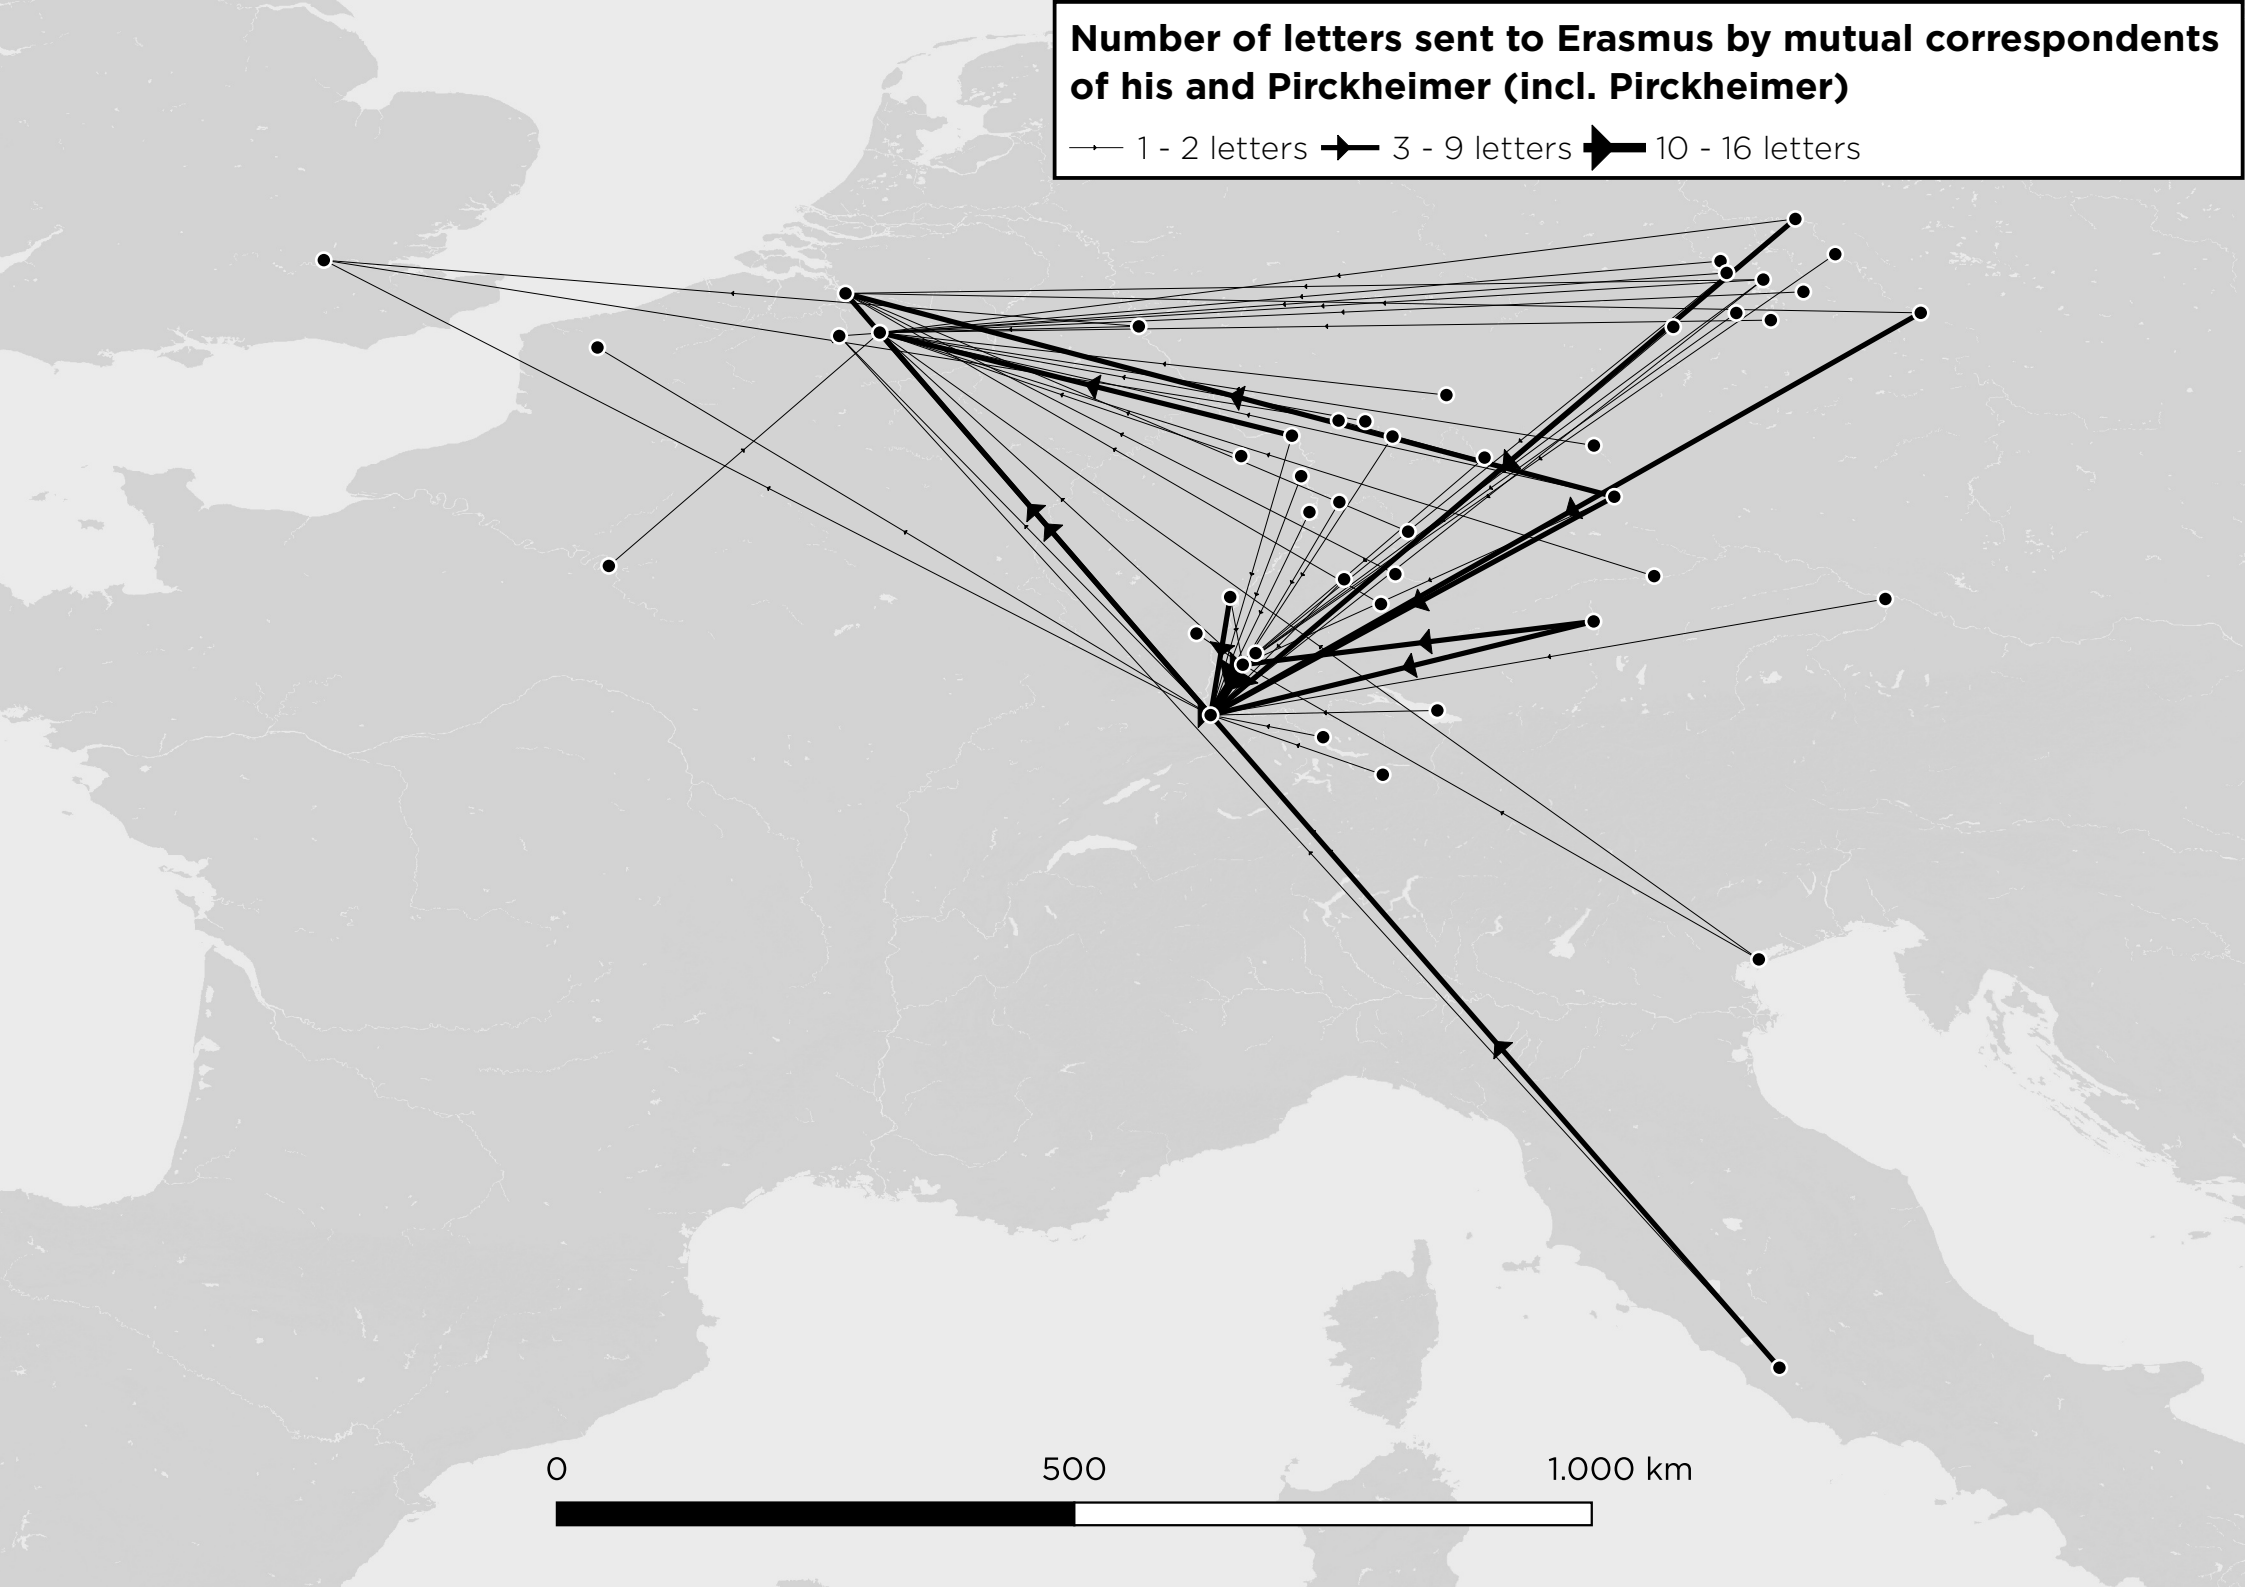 Number of letters sent to Erasmus by mutual correspondents
of his and Pirckheimer (incl. Pirckheimer)
1 - 2 letters 3 - 9 letters 10 - 16 letters
0 500 1.000 km